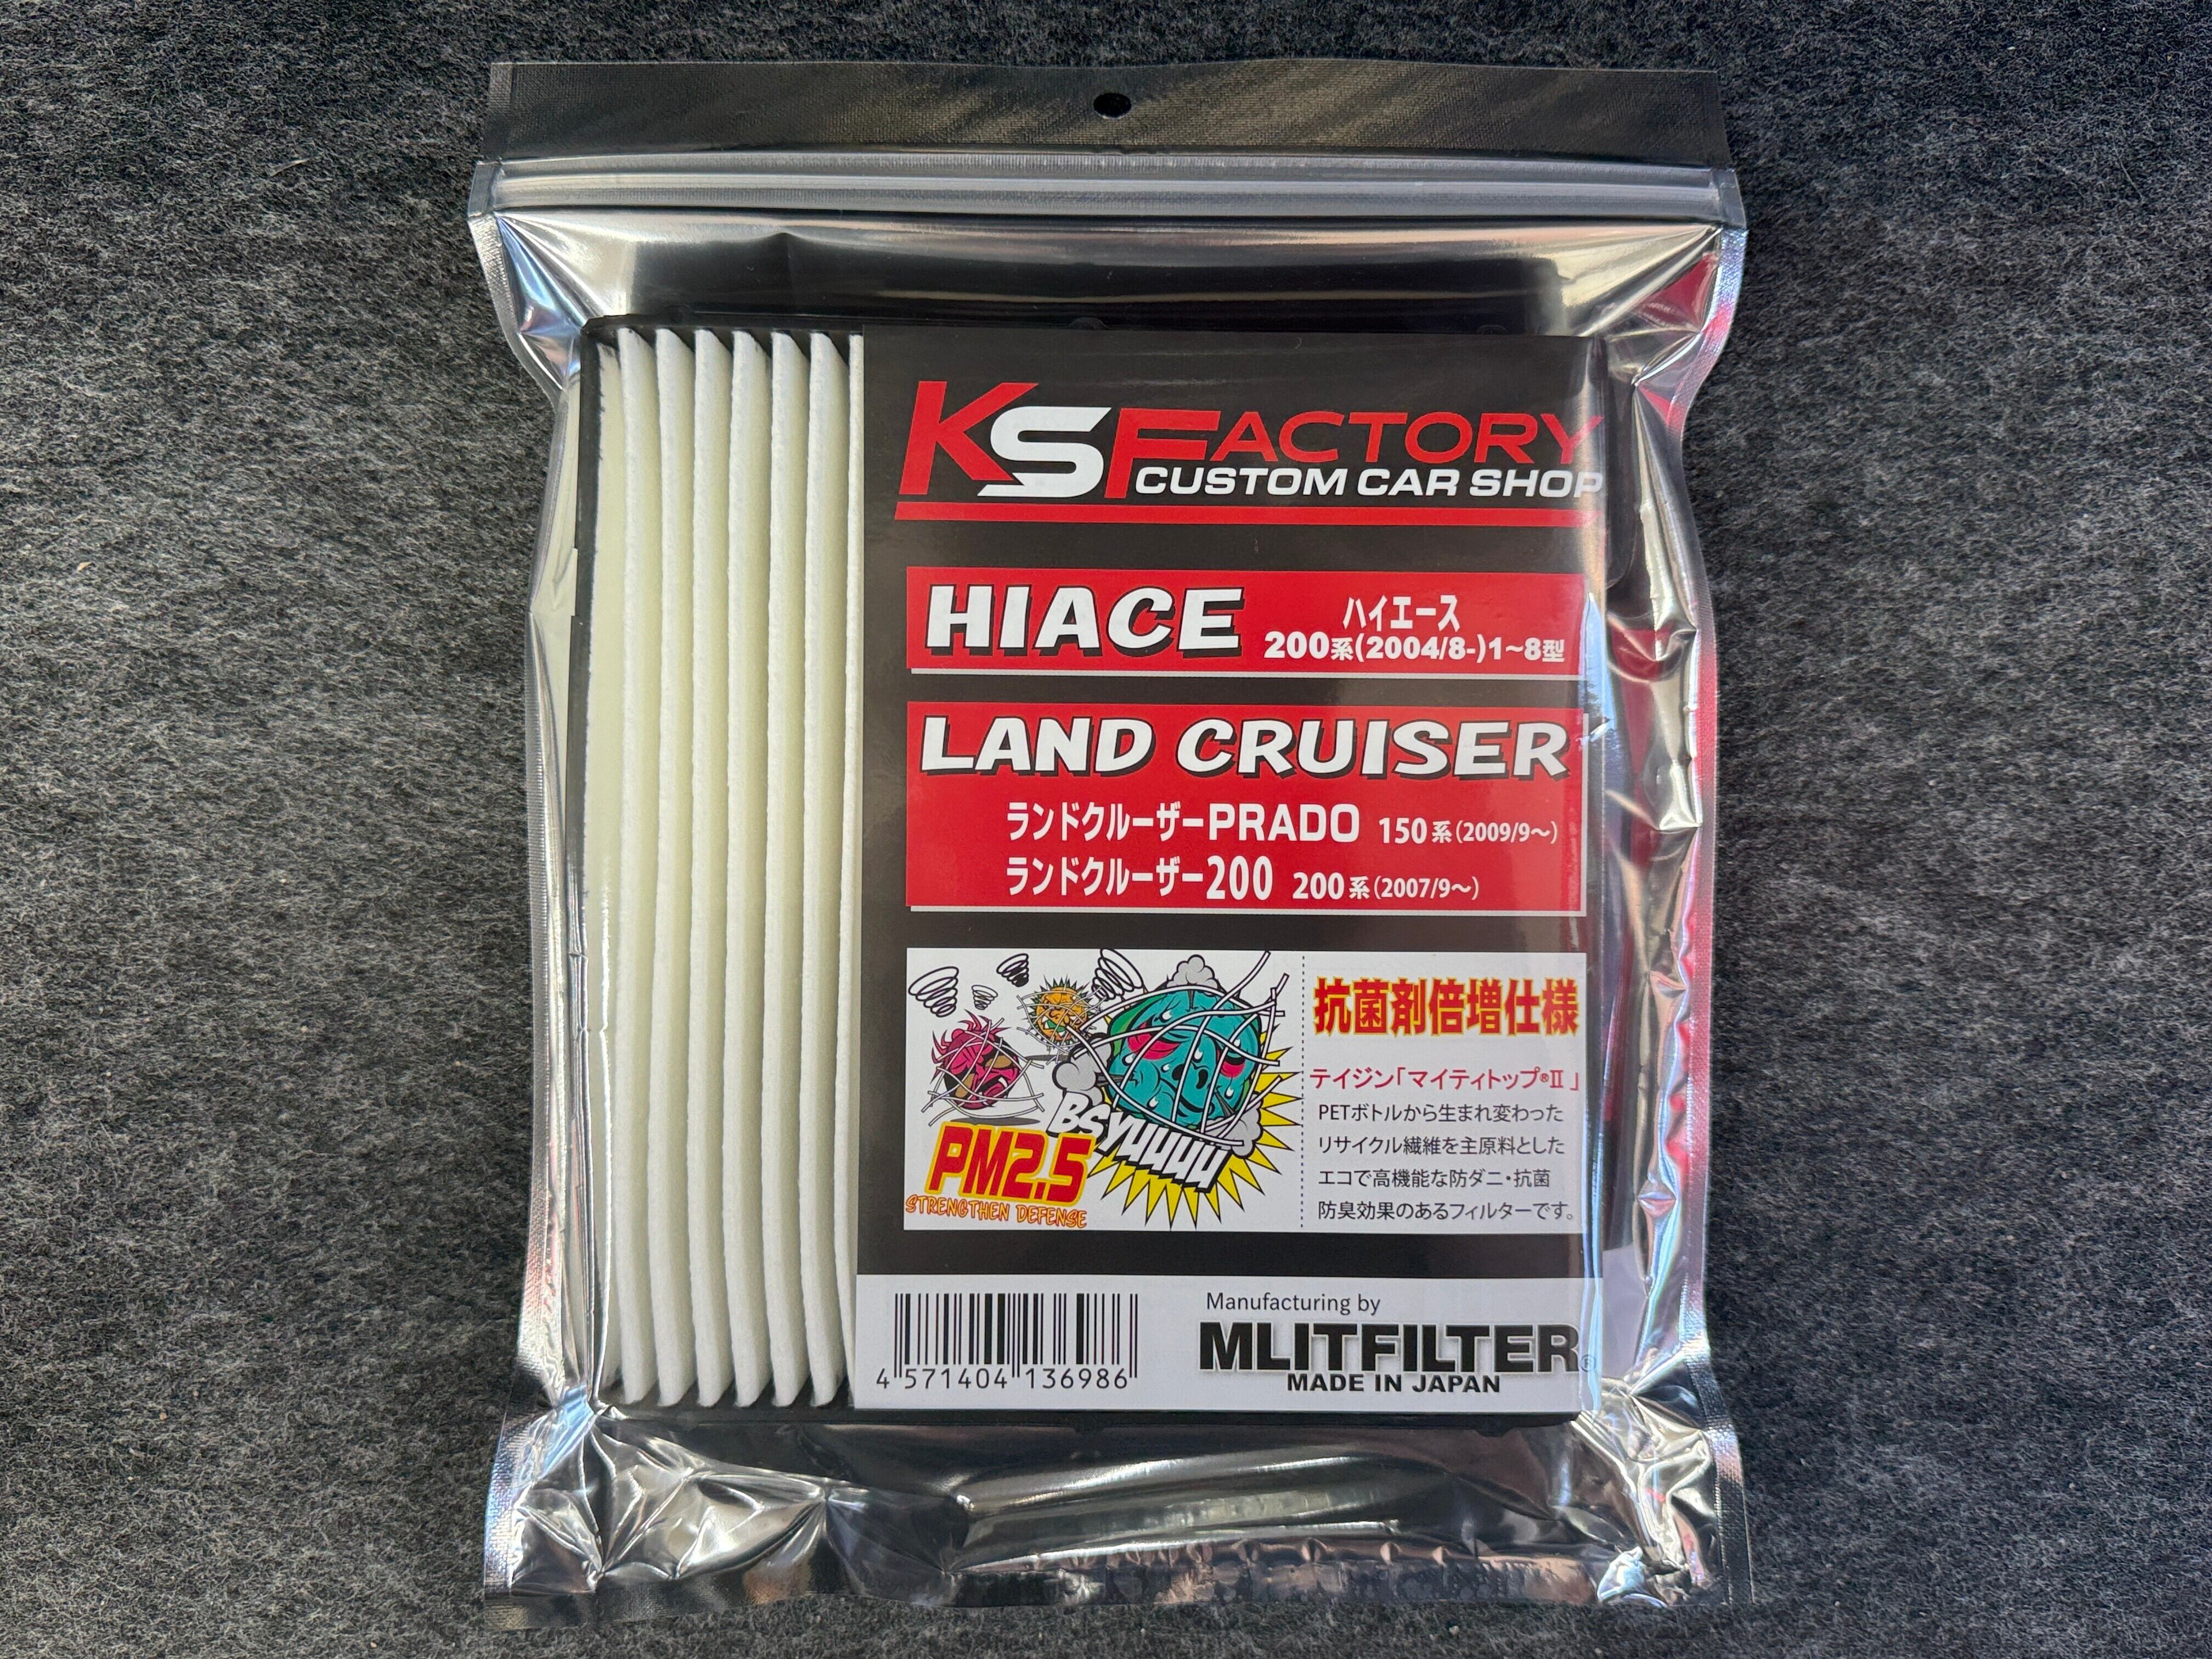 KSFACTORY
CUSTOM CAR SHOP
HIACE
ハイエース
200系(2004/8-)1~8型
LAND CRUISER
ランドクルーザーPRADO 150系(2009/9～)
ランドクルーザー200 200系(2007/9～)
BSYUUUU
PM2.5
STRENGTHEN DEFENSE
抗菌剤倍増仕様
テイジン「マイティトップ®Ⅱ」
PETボトルから生まれ変わった
リサイクル繊維を主原料とした
エコで高機能な防ダニ・抗菌
防臭効果のあるフィルターです。
4 571404 136986
Manufacturing by
MLITFILTER®
MADE IN JAPAN